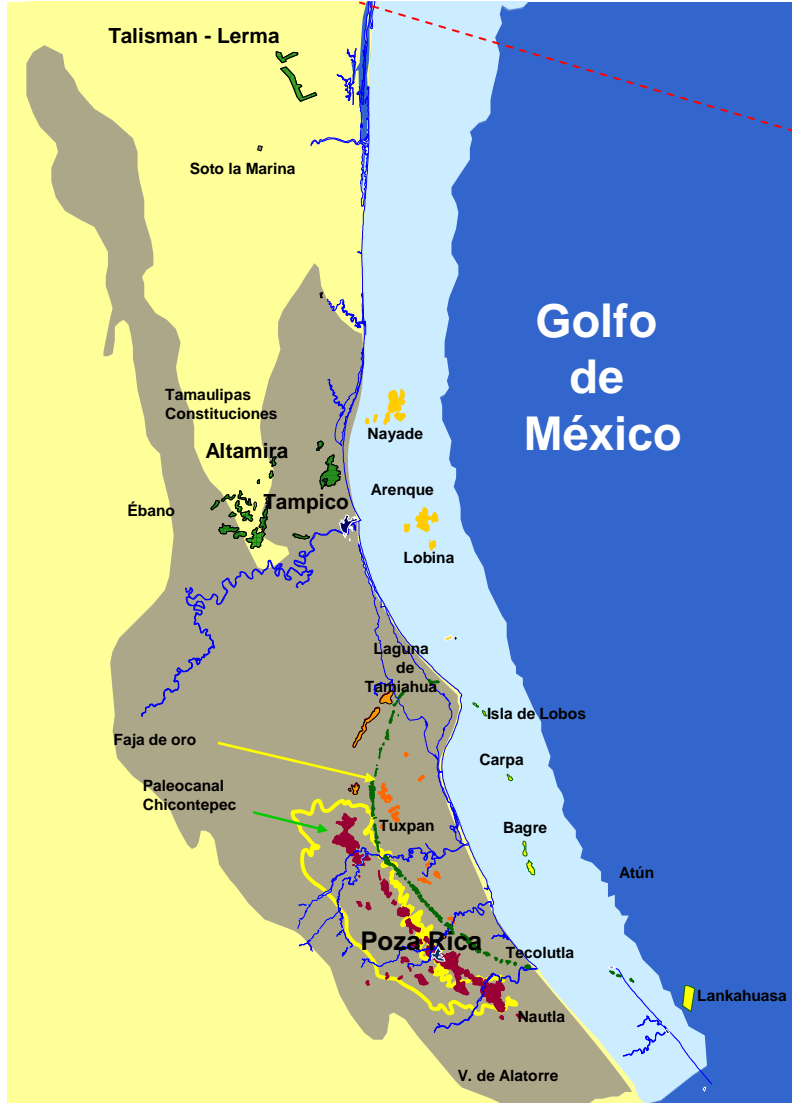 Talisman - Lerma
Soto la Marina
Golfo
de
México
Tamaulipas
Constituciones
Nayade
Altamira
Arenque
Tampico
Ébano
Lobina
Laguna
de
Tamiahua
Isla de Lobos
Faja de oro
Carpa
Paleocanal
Chicontepec
Tuxpan
Bagre
Atún
Poza Rica
Tecolutla
Lankahuasa
Nautla
V. de Alatorre